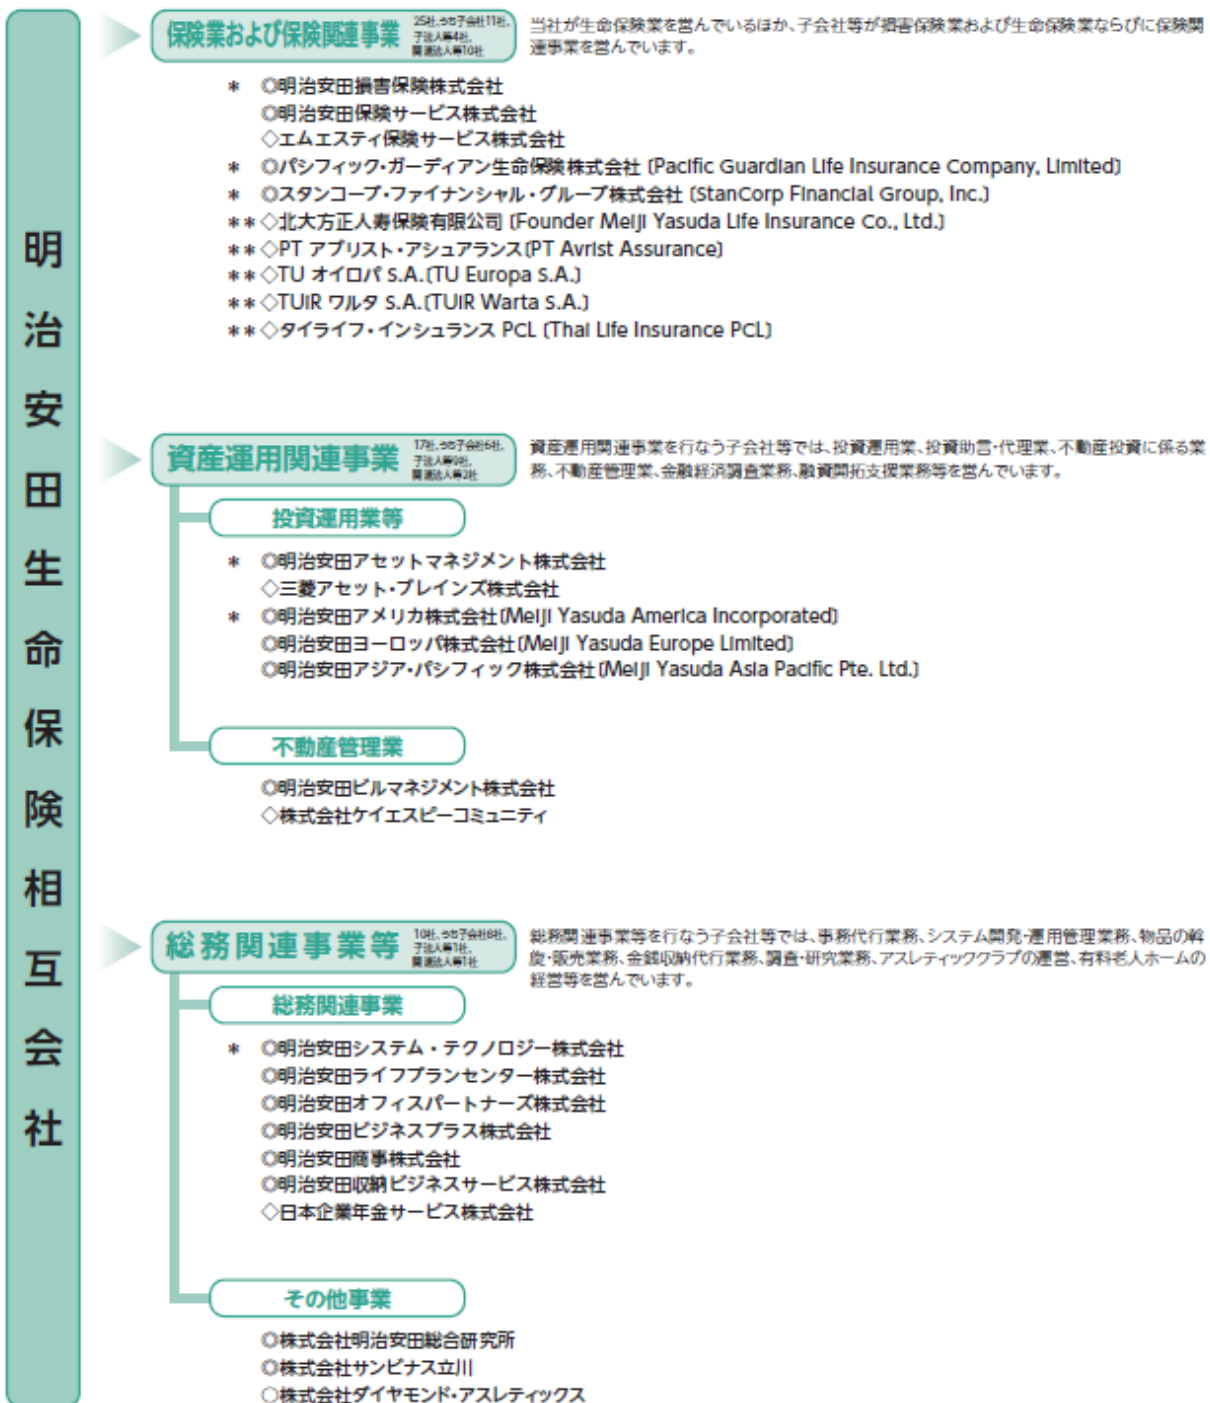 明治安田生命保険相互会社
保険業および保険関連事業
25社、うち子会社11社、
子法人等4社、
関連法人等10社
当社が生命保険業を営んでいるほか、子会社等が損害保険業および生命保険業ならびに保険関
連事業を営んでいます。
＊ ◎明治安田損害保険株式会社
◎明治安田保険サービス株式会社
◇エムエスティ保険サービス株式会社
＊ ◎パシフィック・ガーディアン生命保険株式会社〔Pacific Guardian Life Insurance Company, Limited〕
＊ ◎スタンコープ・ファイナンシャル・グループ株式会社〔StanCorp Financial Group, Inc.〕
＊＊◇北大方正人寿保険有限公司〔Founder Meiji Yasuda Life Insurance Co., Ltd.〕
＊＊◇PT アブリスト・アシュアランス〔PT Avrist Assurance〕
＊＊◇TU オイロパ S.A.〔TU Europa S.A.〕
＊＊◇TUiR ワルタ S.A.〔TUiR Warta S.A.〕
＊＊◇タイライフ・インシュランス PCL〔Thai Life Insurance PCL〕
資産運用関連事業
17社、うち子会社6社、
子法人等9社、
関連法人等2社
資産運用関連事業を行なう子会社等では、投資運用業、投資助言・代理業、不動産投資に係る業
務、不動産管理業、金融経済調査業務、融資開拓支援業務等を営んでいます。
投資運用業等
＊ ◎明治安田アセットマネジメント株式会社
◇三菱アセット・ブレインズ株式会社
＊ ◎明治安田アメリカ株式会社〔Meiji Yasuda America Incorporated〕
◎明治安田ヨーロッパ株式会社〔Meiji Yasuda Europe Limited〕
◎明治安田アジア・パシフィック株式会社〔Meiji Yasuda Asia Pacific Pte. Ltd.〕
不動産管理業
◎明治安田ビルマネジメント株式会社
◇株式会社ケイエスピーコミュニティ
総務関連事業等
10社、うち子会社8社、
子法人等1社、
関連法人等1社
総務関連事業等を行なう子会社等では、事務代行業務、システム開発・運用管理業務、物品の斡
旋・販売業務、金銭収納代行業務、調査・研究業務、アスレティッククラブの運営、有料老人ホームの
経営等を営んでいます。
総務関連事業
＊ ◎明治安田システム・テクノロジー株式会社
◎明治安田ライフプランセンター株式会社
◎明治安田オフィスパートナーズ株式会社
◎明治安田ビジネスプラス株式会社
◎明治安田商事株式会社
◎明治安田収納ビジネスサービス株式会社
◇日本企業年金サービス株式会社
その他事業
◎株式会社明治安田総合研究所
◎株式会社サンビナス立川
○株式会社ダイヤモンド・アスレティックス